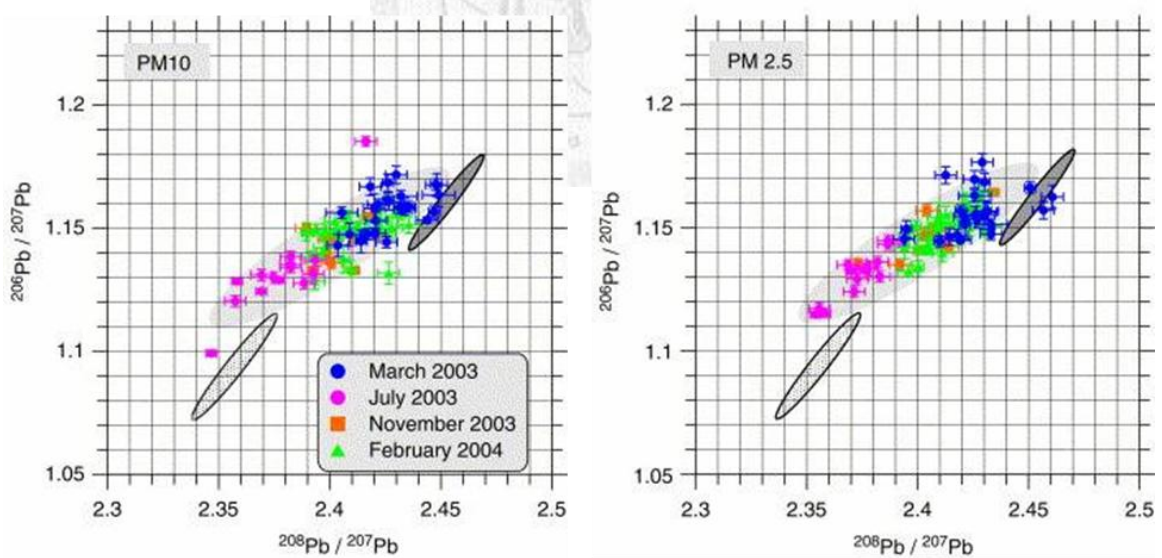 PM10
1.2
1.15
1.1
1.05
206Pb / 207Pb
2.3 2.35 2.4 2.45 2.5
208Pb / 207Pb
March 2003
July 2003
November 2003
February 2004
PM 2.5
1.2
1.15
1.1
1.05
206Pb / 207Pb
2.3 2.35 2.4 2.45 2.5
208Pb / 207Pb